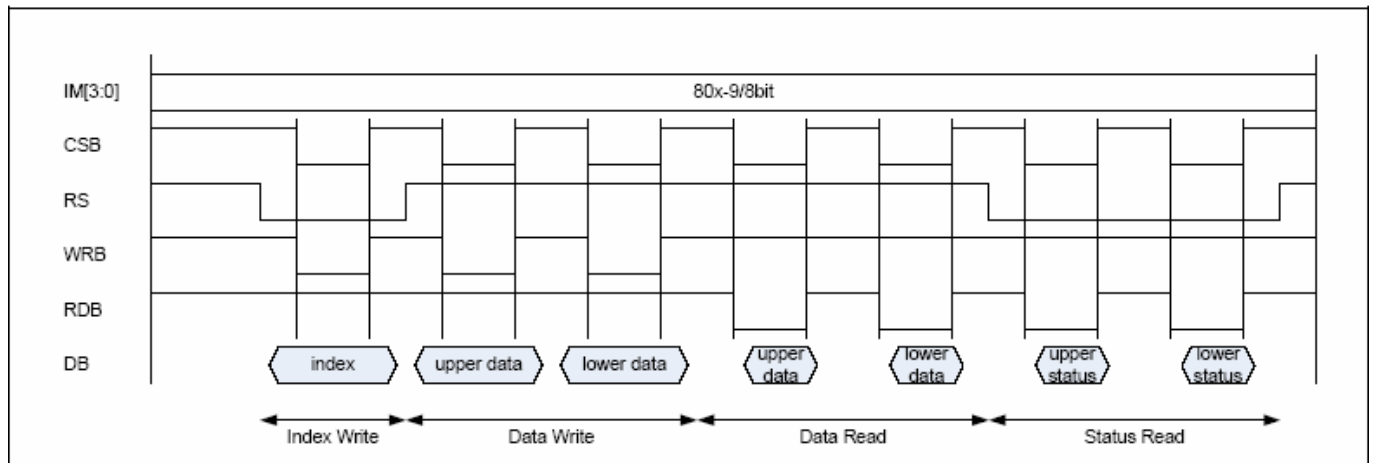 IM[3:0]
80x-9/8bit
CSB
RS
WRB
RDB
DB
index
upper data
lower data
upper
data
lower
data
upper
status
lower
status
Index Write
Data Write
Data Read
Status Read